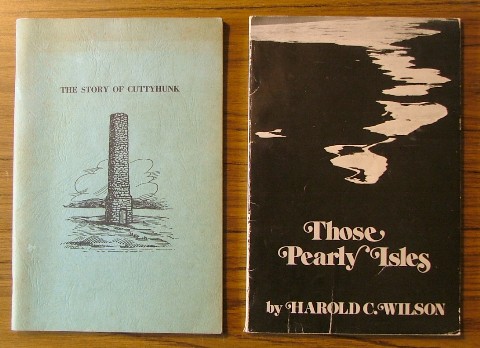 THE STORY OF CUTTYHUNK
Those
Pearly Isles
by HAROLD C. WILSON